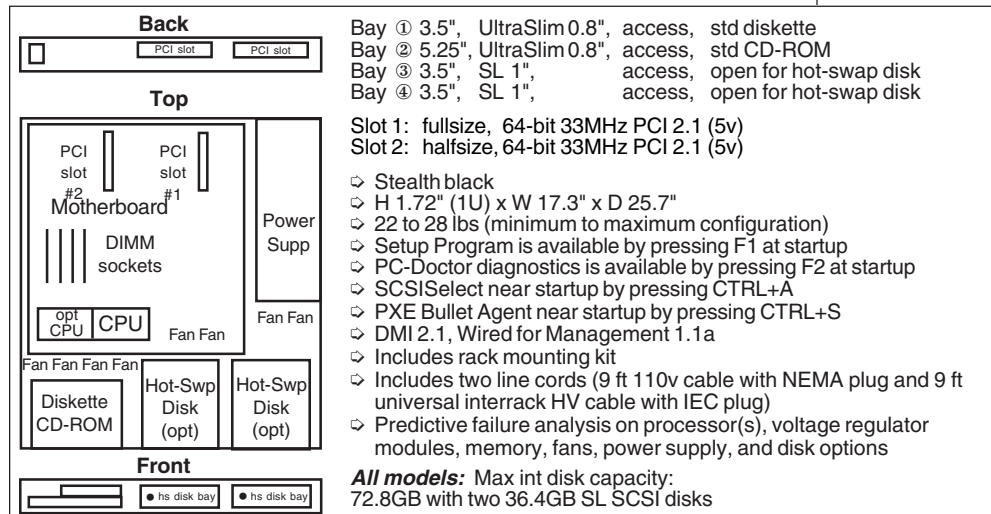 Back
PCI slot PCI slot
Top
PCI slot #2
PCI slot #1
Motherboard
DIMM sockets
Power Supp
opt CPU
CPU
Fan Fan
Fan Fan
Fan Fan Fan Fan
Diskette CD-ROM
Hot-Swp Disk (opt)
Hot-Swp Disk (opt)
Front
● hs disk bay ● hs disk bay
Bay ① 3.5", UltraSlim 0.8", access, std diskette
Bay ② 5.25", UltraSlim 0.8", access, std CD-ROM
Bay ③ 3.5", SL 1", access, open for hot-swap disk
Bay ④ 3.5", SL 1", access, open for hot-swap disk
Slot 1: fullsize, 64-bit 33MHz PCI 2.1 (5v)
Slot 2: halfsize, 64-bit 33MHz PCI 2.1 (5v)
➪ Stealth black
➪ H 1.72" (1U) x W 17.3" x D 25.7"
➪ 22 to 28 lbs (minimum to maximum configuration)
➪ Setup Program is available by pressing F1 at startup
➪ PC-Doctor diagnostics is available by pressing F2 at startup
➪ SCSISelect near startup by pressing CTRL+A
➪ PXE Bullet Agent near startup by pressing CTRL+S
➪ DMI 2.1, Wired for Management 1.1a
➪ Includes rack mounting kit
➪ Includes two line cords (9 ft 110v cable with NEMA plug and 9 ft
universal interrack HV cable with IEC plug)
➪ Predictive failure analysis on processor(s), voltage regulator
modules, memory, fans, power supply, and disk options
All models: Max int disk capacity:
72.8GB with two 36.4GB SL SCSI disks